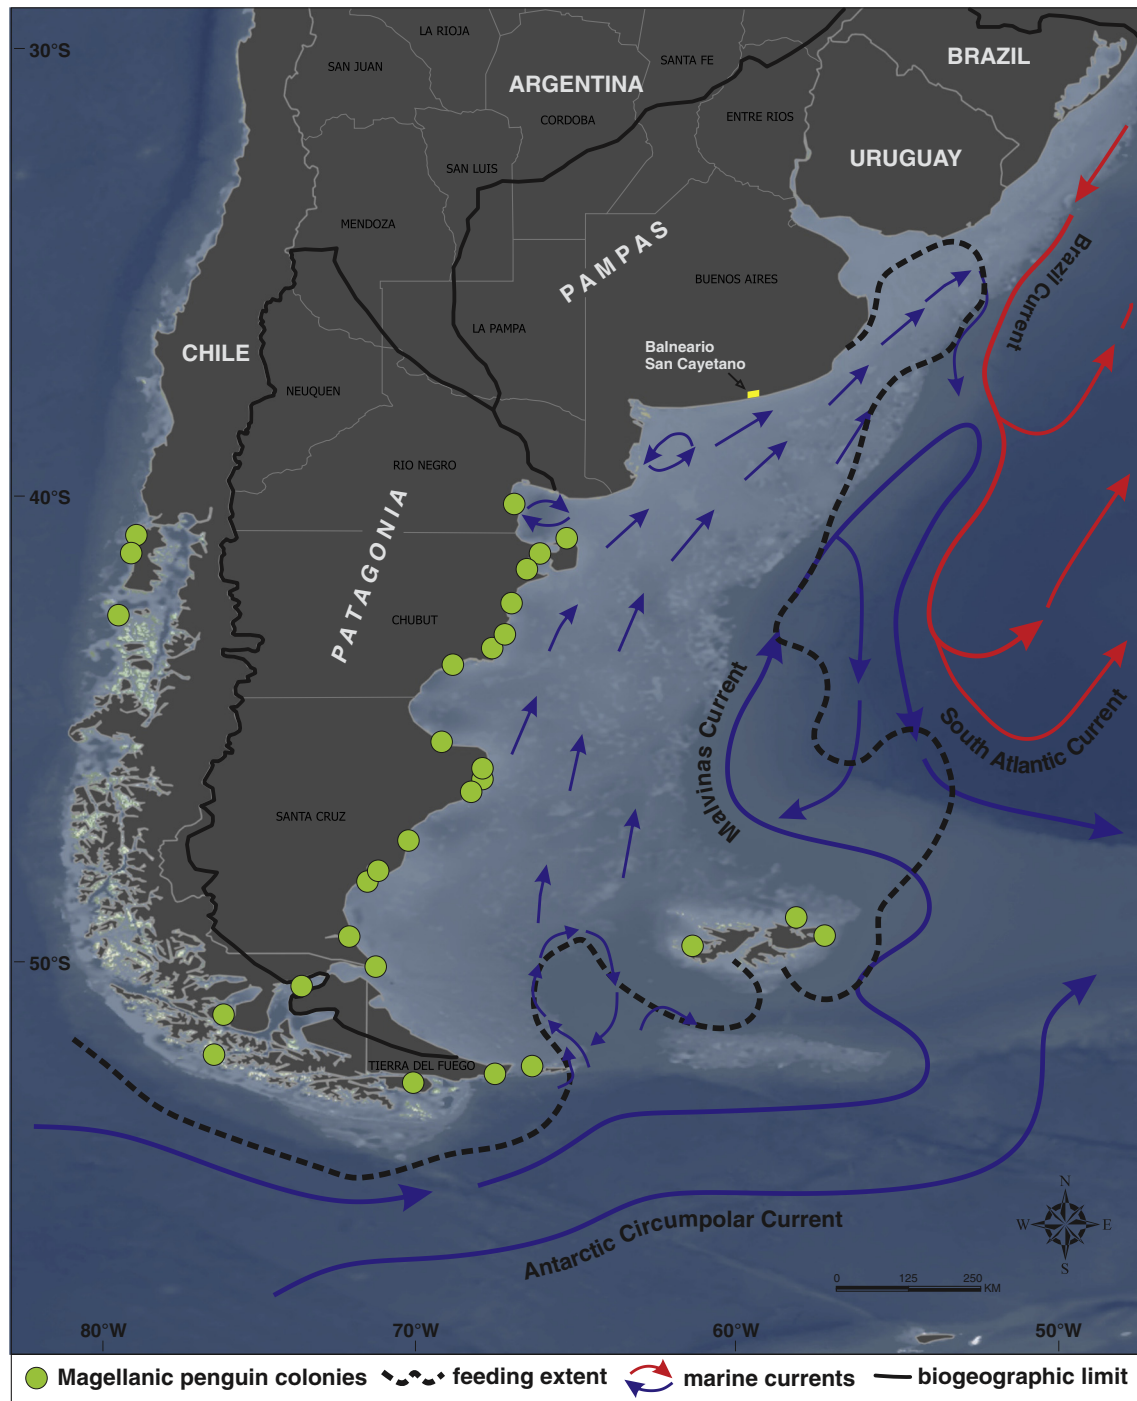 30°S
40°S
50°S
LA RIOJA
SAN JUAN
ARGENTINA
SANTA FE
BRAZIL
CORDOBA
ENTRE RIOS
SAN LUIS
URUGUAY
MENDOZA
PAMPAS
BUENOS AIRES
Brazil Current
LA PAMPA
CHILE
Balneario
San Cayetano
NEUQUEN
RIO NEGRO
PATAGONIA
CHUBUT
Malvinas Current
South Atlantic Current
SANTA CRUZ
TIERRA DEL FUEGO
Antarctic Circumpolar Current
N
W E
S
0 125 250
KM
80°W 70°W 60°W 50°W
Magellanic penguin colonies feeding extent marine currents biogeographic limit